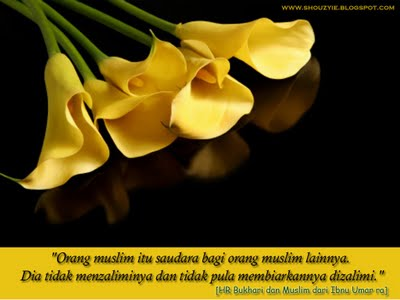 WWW.SHOUZYIE.BLOGSPOT.COM
"Orang muslim itu saudara bagi orang muslim lainnya.
Dia tidak menzaliminya dan tidak pula membiarkannya dizalimi."
[HR Bukhari dan Muslim dari Ibnu Umar ra]